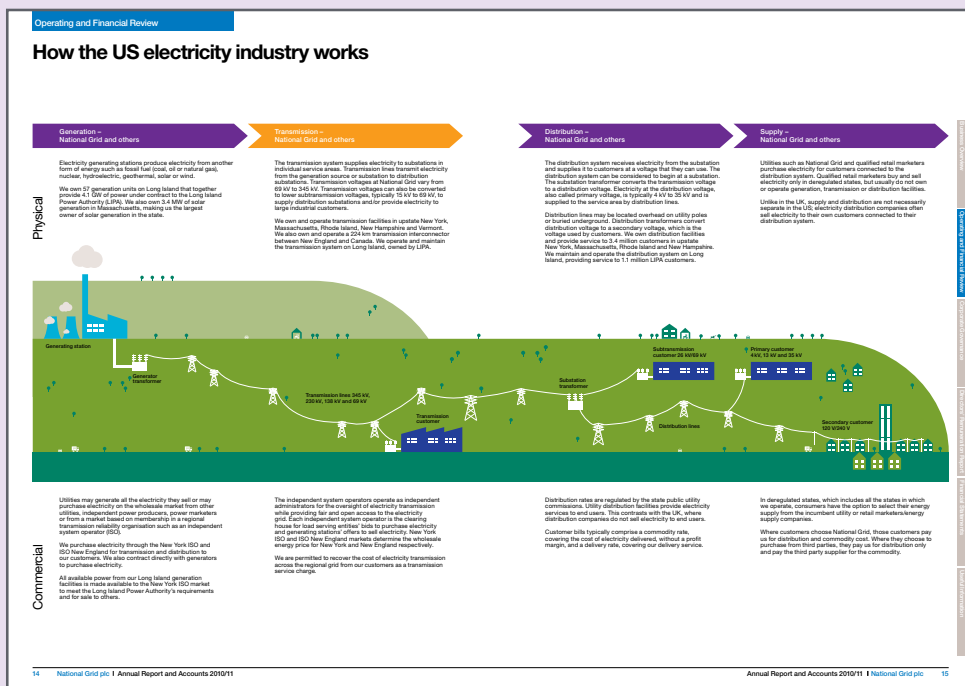 Operating and Financial Review
How the US electricity industry works
Generation –
National Grid and others
Transmission –
National Grid and others
Distribution –
National Grid and others
Supply –
National Grid and others
Physical
Electricity generating stations produce electricity from another
form of energy such as fossil fuel (coal, oil or natural gas),
nuclear, hydroelectric, geothermal, solar or wind.
We own 57 generation units on Long Island that together
provide 4.1 GW of power under contract to the Long Island
Power Authority (LIPA). We also own 3.4 MW of solar
generation in Massachusetts, making us the largest
owner of solar generation in the state.
The transmission system supplies electricity to substations in
individual service areas. Transmission lines transmit electricity
from the generation source or substation to distribution
substations. Transmission voltages at National Grid vary from
69 kV to 345 kV. Transmission voltages can also be converted
to lower subtransmission voltages, typically 15 kV to 69 kV, to
supply distribution substations and/or provide electricity to
large industrial customers.
We own and operate transmission facilities in upstate New York,
Massachusetts, Rhode Island, New Hampshire and Vermont.
We also own and operate a 224 km transmission interconnector
between New England and Canada. We operate and maintain
the transmission system on Long Island, owned by LIPA.
The distribution system receives electricity from the substation
and supplies it to customers at a voltage that they can use. The
distribution system can be considered to begin at a substation.
The substation transformer converts the transmission voltage
to a distribution voltage. Electricity at the distribution voltage,
also called primary voltage, is typically 4 kV to 35 kV and is
supplied to the service area by distribution lines.
Distribution lines may be located overhead on utility poles
or buried underground. Distribution transformers convert
distribution voltage to a secondary voltage, which is the
voltage used by customers. We own distribution facilities
and provide service to 3.4 million customers in upstate
New York, Massachusetts, Rhode Island and New Hampshire.
We maintain and operate the distribution system on Long
Island, providing service to 1.1 million LIPA customers.
Utilities such as National Grid and qualified retail marketers
purchase electricity for customers connected to the
distribution system. Qualified retail marketers buy and sell
electricity only in deregulated states, but usually do not own
or operate generation, transmission or distribution facilities.
Unlike in the UK, supply and distribution are not necessarily
separate in the US; electricity distribution companies often
sell electricity to their own customers connected to their
distribution system.
Generating station
Generator
transformer
Transmission lines 345 kV,
230 kV, 138 kV and 69 kV
Transmission
customer
Substation
transformer
Subtransmission
customer 26 kV/69 kV
Distribution lines
Primary customer
4 kV, 13 kV and 35 kV
Secondary customer
120 V/240 V
Commercial
Utilities may generate all the electricity they sell or may
purchase electricity on the wholesale market from other
utilities, independent power producers, power marketers
or from a market based on membership in a regional
transmission reliability organisation such as an independent
system operator (ISO).
We purchase electricity through the New York ISO and
ISO New England for transmission and distribution to
our customers. We also contract directly with generators
to purchase electricity.
All available power from our Long Island generation
facilities is made available to the New York ISO market
to meet the Long Island Power Authority's requirements
and for sale to others.
The independent system operators operate as independent
administrators for the oversight of electricity transmission
while providing fair and open access to the electricity
grid. Each independent system operator is the clearing
house for load serving entities' bids to purchase electricity
and generating stations' offers to sell electricity. New York
ISO and ISO New England markets determine the wholesale
energy price for New York and New England respectively.
We are permitted to recover the cost of electricity transmission
across the regional grid from our customers as a transmission
service charge.
Distribution rates are regulated by the state public utility
commissions. Utility distribution facilities provide electricity
services to end users. This contrasts with the UK, where
distribution companies do not sell electricity to end users.
Customer bills typically comprise a commodity rate,
covering the cost of electricity delivered, without a profit
margin, and a delivery rate, covering our delivery service.
In deregulated states, which includes all the states in which
we operate, consumers have the option to select their energy
supply from the incumbent utility or retail marketers/energy
supply companies.
Where customers choose National Grid, those customers pay
us for distribution and commodity cost. Where they choose to
purchase from third parties, they pay us for distribution only
and pay the third party supplier for the commodity.
Business Overview
Operating and Financial Review
Corporate Governance
Directors' Remuneration Report
Financial Statements
Useful Information
14 National Grid plc Annual Report and Accounts 2010/11
Annual Report and Accounts 2010/11 National Grid plc 15